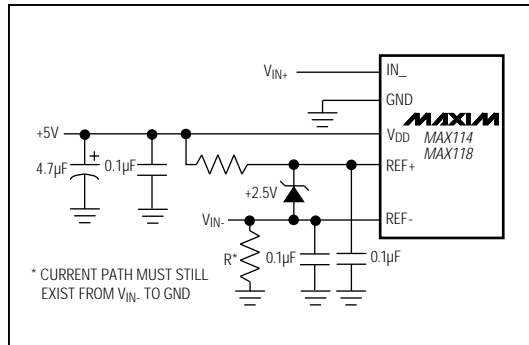 VIN+
IN_
GND
MAXIM
+5V
VDD
MAX114
MAX118
4.7µF
+
0.1µF
REF+
+2.5V
VIN-
REF-
R*
0.1µF
0.1µF
* CURRENT PATH MUST STILL
EXIST FROM VIN- TO GND